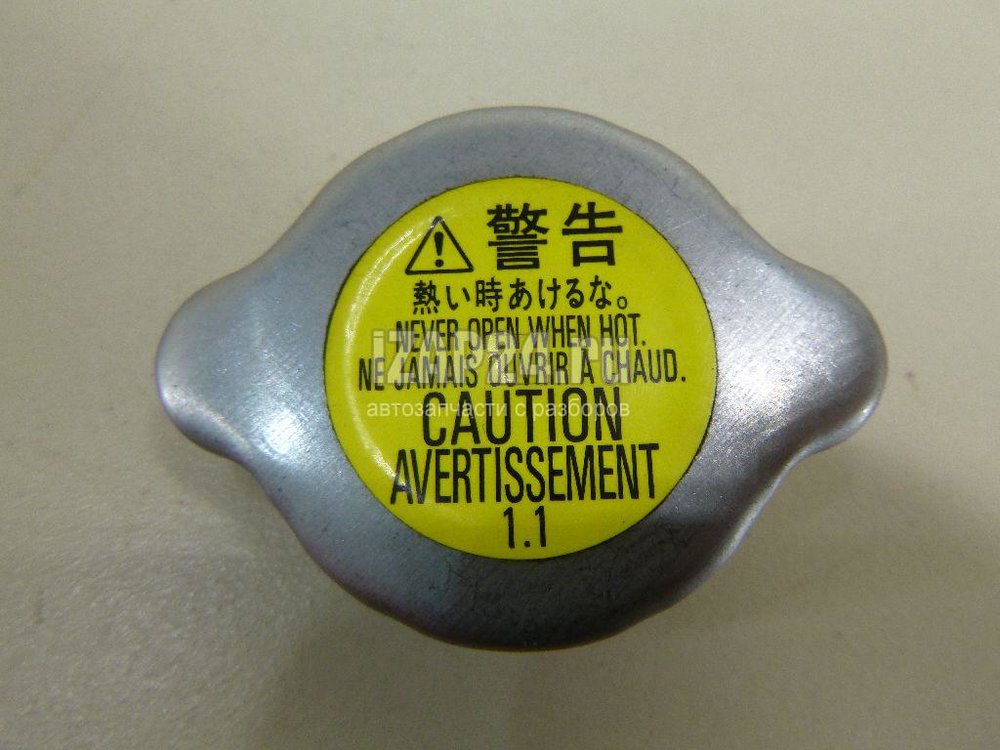 警告
熱い時あけるな。
NEVER OPEN WHEN HOT.
NE JAMAIS OUVRIR À CHAUD.
автозапчасти с разборов
CAUTION
AVERTISSEMENT
1.1